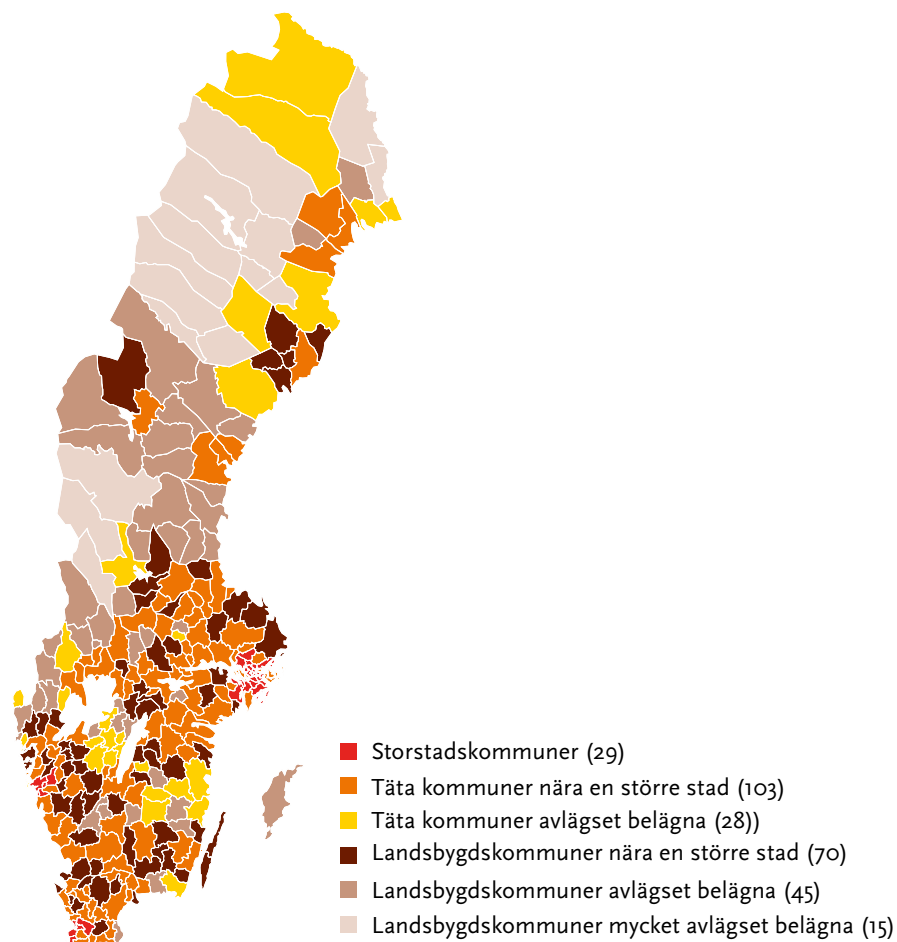 Storstadskommuner (29)
Täta kommuner nära en större stad (103)
Täta kommuner avlägset belägna (28))
Landsbygdskommuner nära en större stad (70)
Landsbygdskommuner avlägset belägna (45)
Landsbygdskommuner mycket avlägset belägna (15)